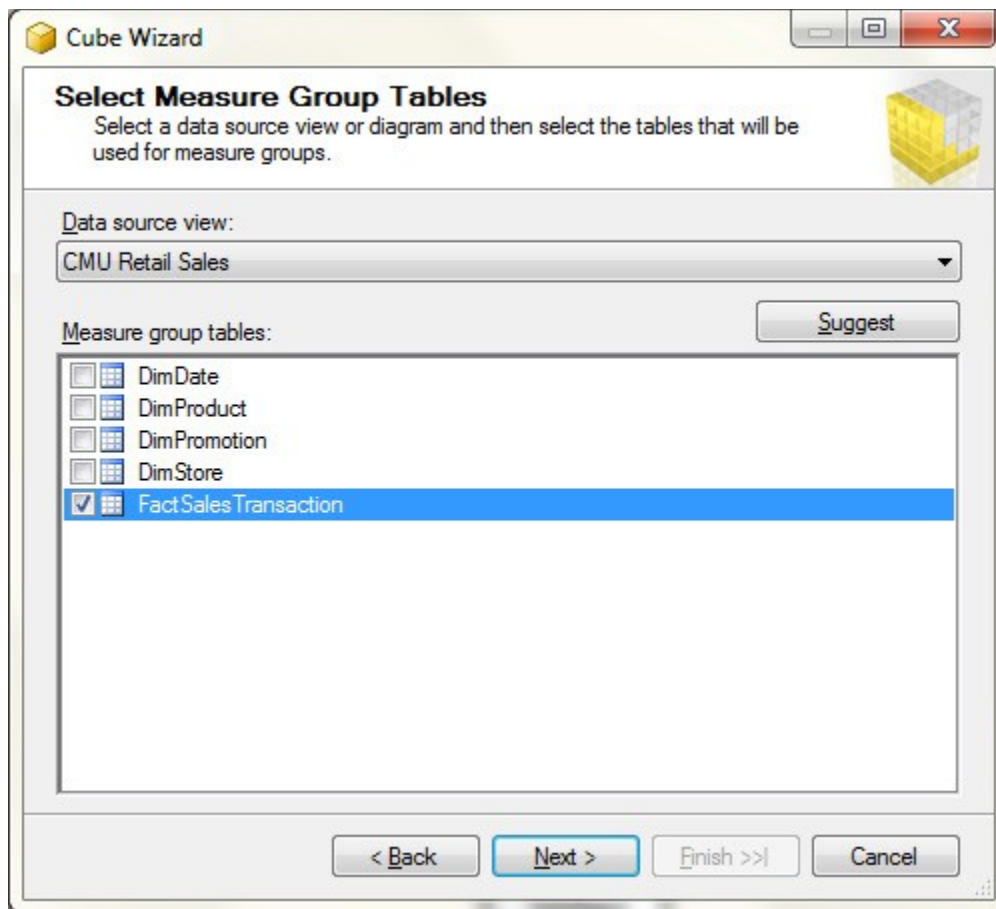 Cube Wizard
Select Measure Group Tables
Select a data source view or diagram and then select the tables that will be
used for measure groups.
Data source view:
CMU Retail Sales
Measure group tables:
Suggest
DimDate
DimProduct
DimPromotion
DimStore
FactSalesTransaction
< Back
Next >
Finish >>|
Cancel